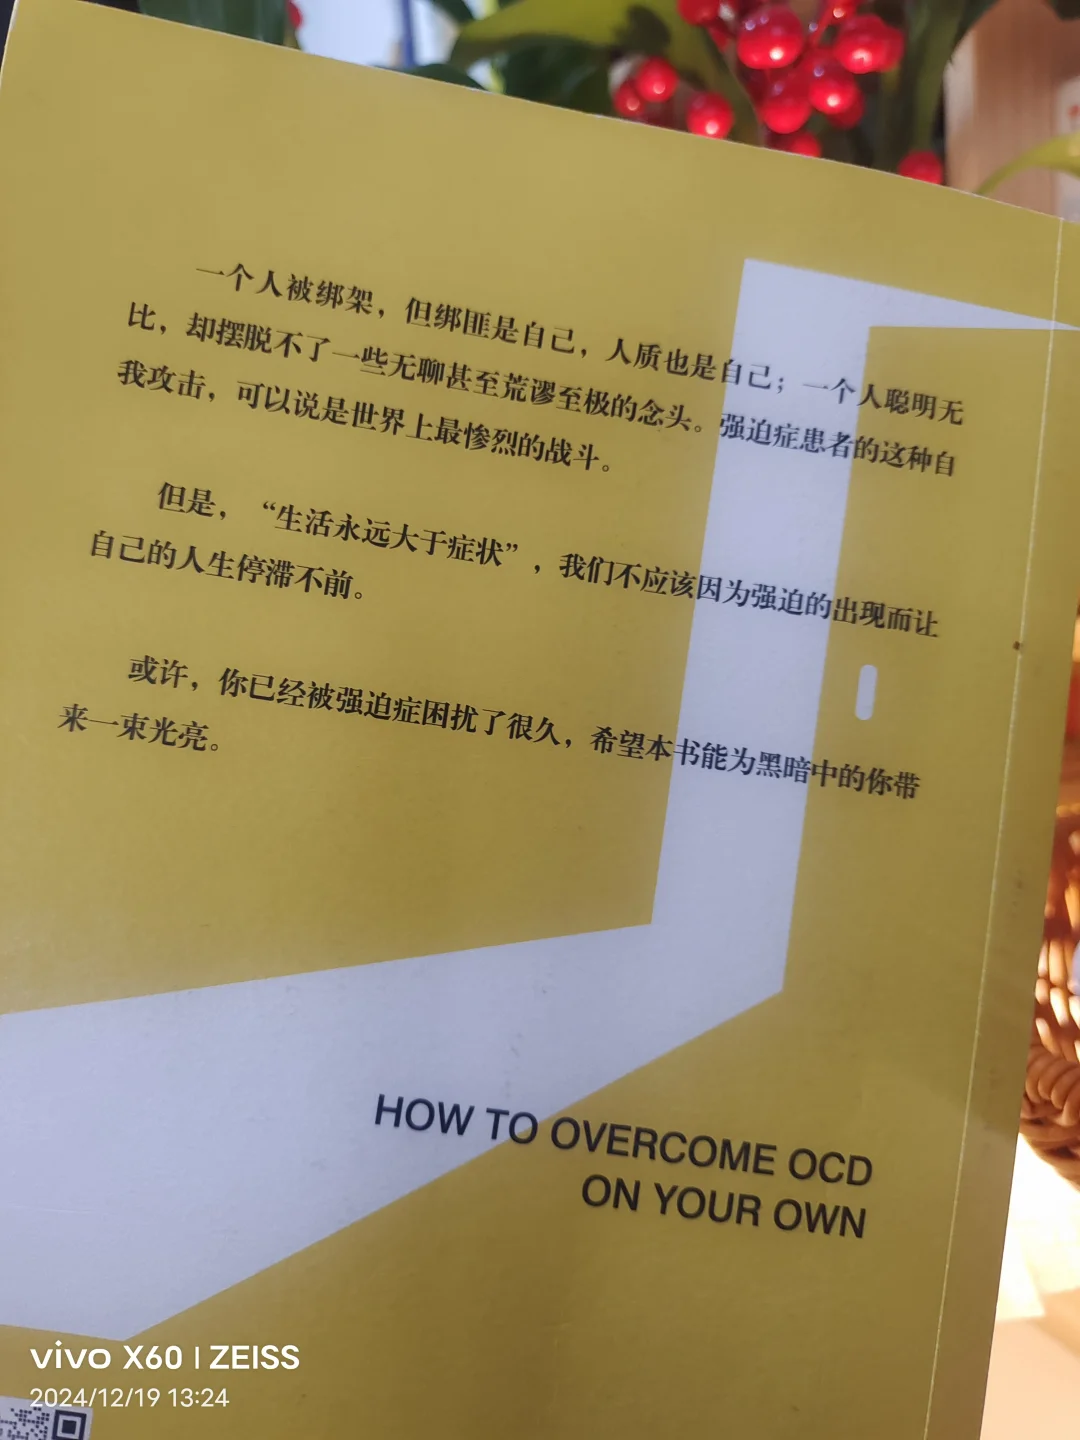 一个人被绑架，但绑匪是自己，人质也是自己；一个人聪明无
比，却摆脱不了一些无聊甚至荒谬至极的念头。强迫症患者的这种自
我攻击，可以说是世界上最惨烈的战斗。
但是，“生活永远大于症状”，我们不应该因为强迫的出现而让
自己的人生停滞不前。
或许，你已经被强迫症困扰了很久，希望本书能为黑暗中的你带
来一束光亮。
HOW TO OVERCOME OCD
ON YOUR OWN
vivo X60 | ZEISS
2024/12/19 13:24